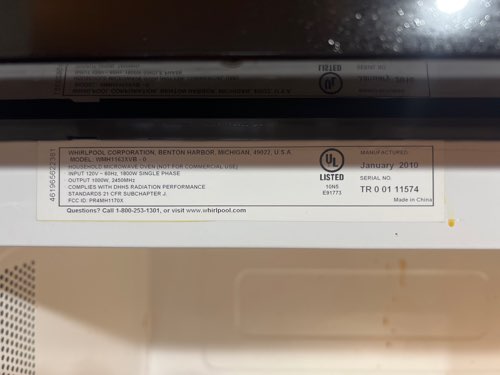 WHIRLPOOL CORPORATION, BENTON HARBOR, MICHIGAN, 49022, U.S.A.
MODEL: WMH1163XVB - 0
HOUSEHOLD MICROWAVE OVEN (NOT FOR COMMERCIAL USE)
INPUT 120V ~ 60Hz, 1600W SINGLE PHASE
OUTPUT 1000W, 2450MHz
COMPLIES WITH DHHS RADIATION PERFORMANCE
STANDARDS 21 CFR SUBCHAPTER J.
FCC ID: PR4MH1170X
Questions? Call 1-800-253-1301, or visit www.whirlpool.com
461965622381
UL
LISTED
10N5
E91773
MANUFACTURED:
January 2010
SERIAL NO.
TR 0 01 11574
Made in China